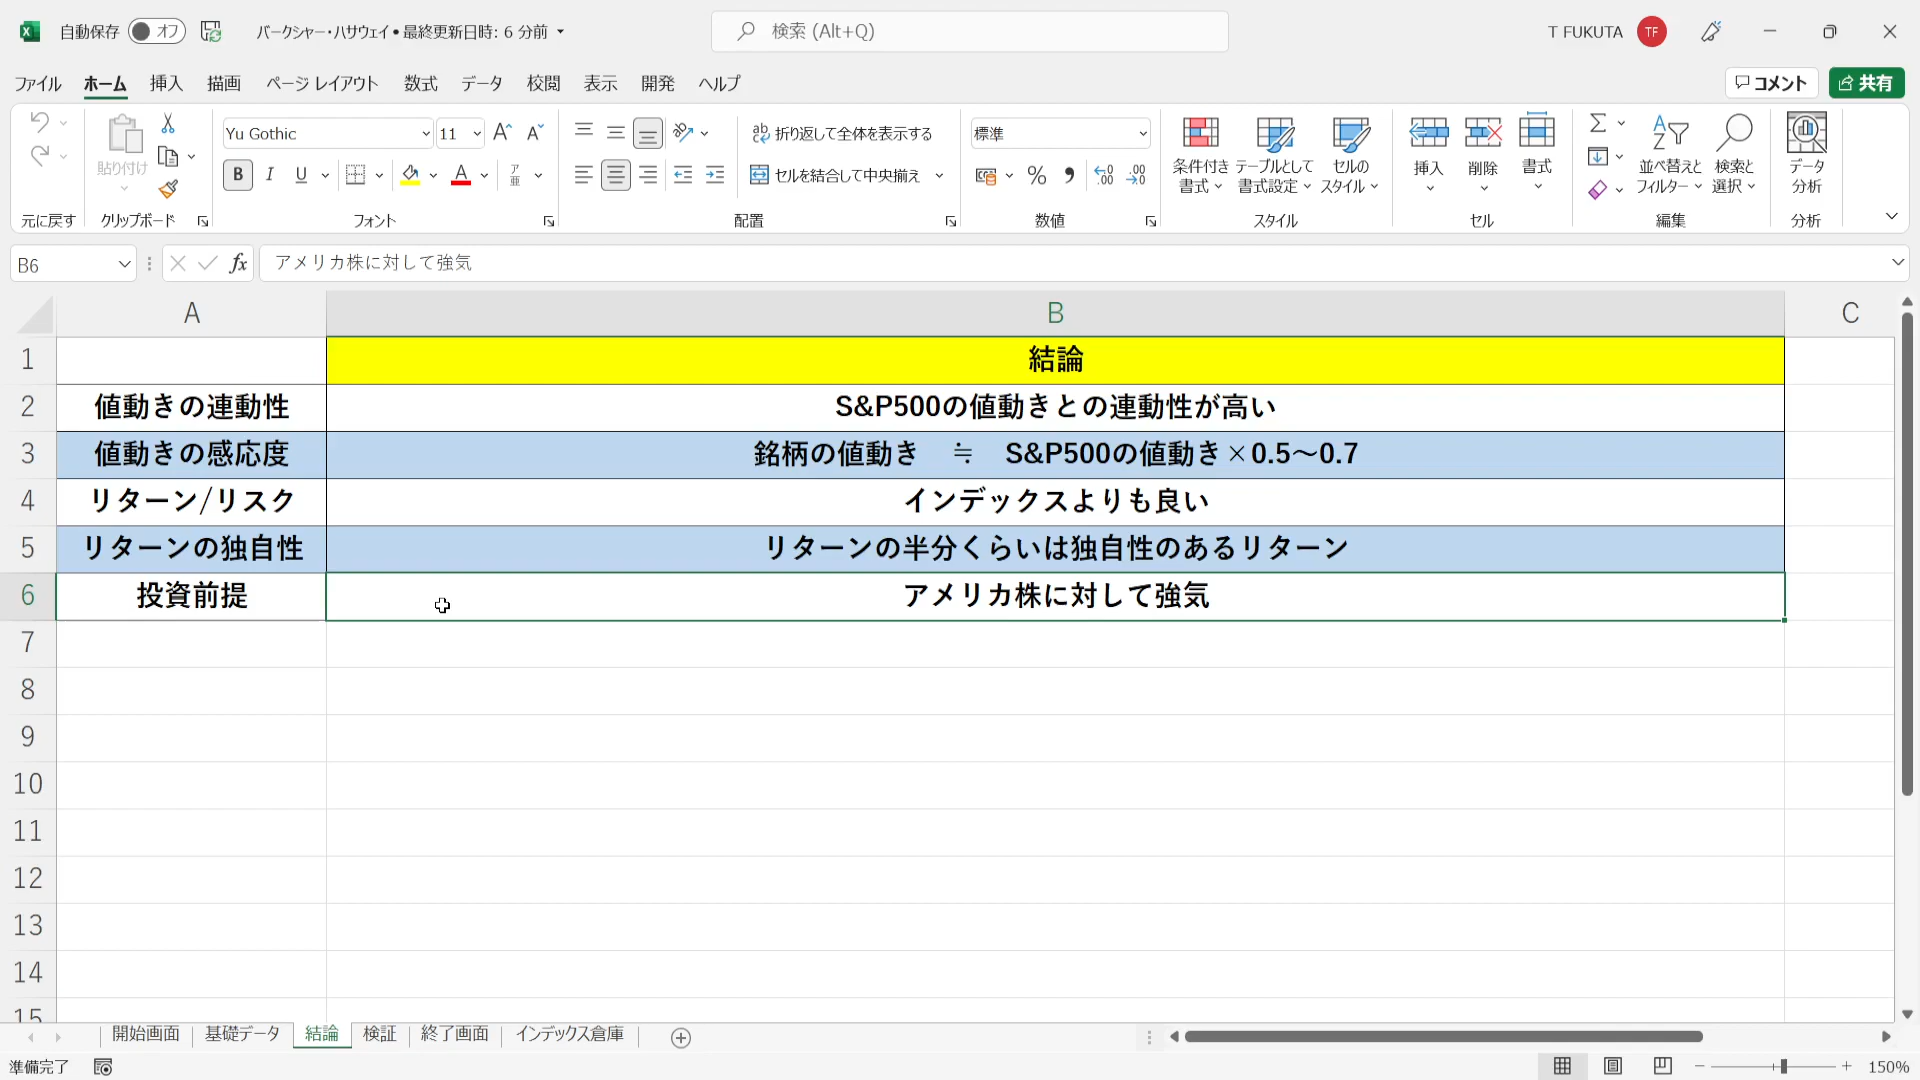 自動保存 オフ バークシャー・ハサウェイ • 最終更新日時: 6 分前 検索 (Alt+Q) T FUKUTA TF
ファイル ホーム 挿入 描画 ページ レイアウト 数式 データ 校閲 表示 開発 ヘルプ コメント 共有
貼り付け
Yu Gothic 11
B I U
折り返して全体を表示する
セルを結合して中央揃え
標準
条件付き書式 テーブルとして書式設定 セルのスタイル
挿入 削除 書式
並べ替えとフィルター 検索と選択
データ分析
元に戻す クリップボード フォント 配置 数値 スタイル セル 編集 分析
B6 fx アメリカ株に対して強気
A B C
1 結論
2 値動きの連動性 S&P500の値動きとの連動性が高い
3 値動きの感応度 銘柄の値動き ≒ S&P500の値動き×0.5～0.7
4 リターン/リスク インデックスよりも良い
5 リターンの独自性 リターンの半分くらいは独自性のあるリターン
6 投資前提 アメリカ株に対して強気
7
8
9
10
11
12
13
14
15
開始画面 基礎データ 結論 検証 終了画面 インデックス倉庫
準備完了 150%